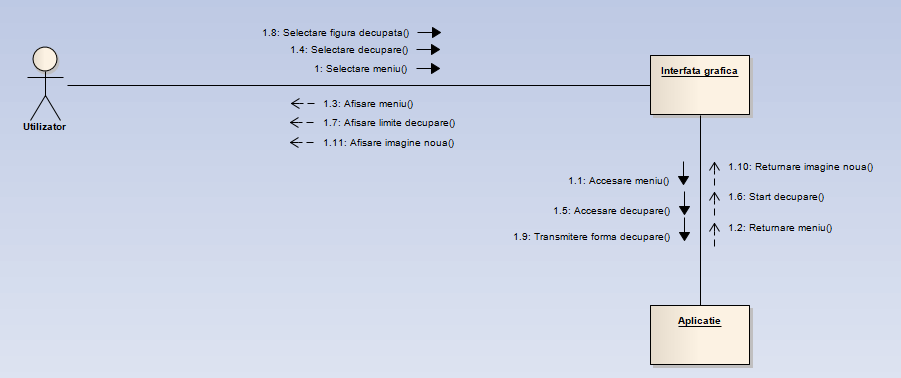 1.8: Selectare figura decupata()
1.4: Selectare decupare()
1: Selectare meniu()
Interfata grafica
Utilizator
1.3: Afisare meniu()
1.7: Afisare limite decupare()
1.11: Afisare imagine noua()
1.10: Returnare imagine noua()
1.1: Accesare meniu()
1.6: Start decupare()
1.5: Accesare decupare()
1.2: Returnare meniu()
1.9: Transmitere forma decupare()
Aplicatie